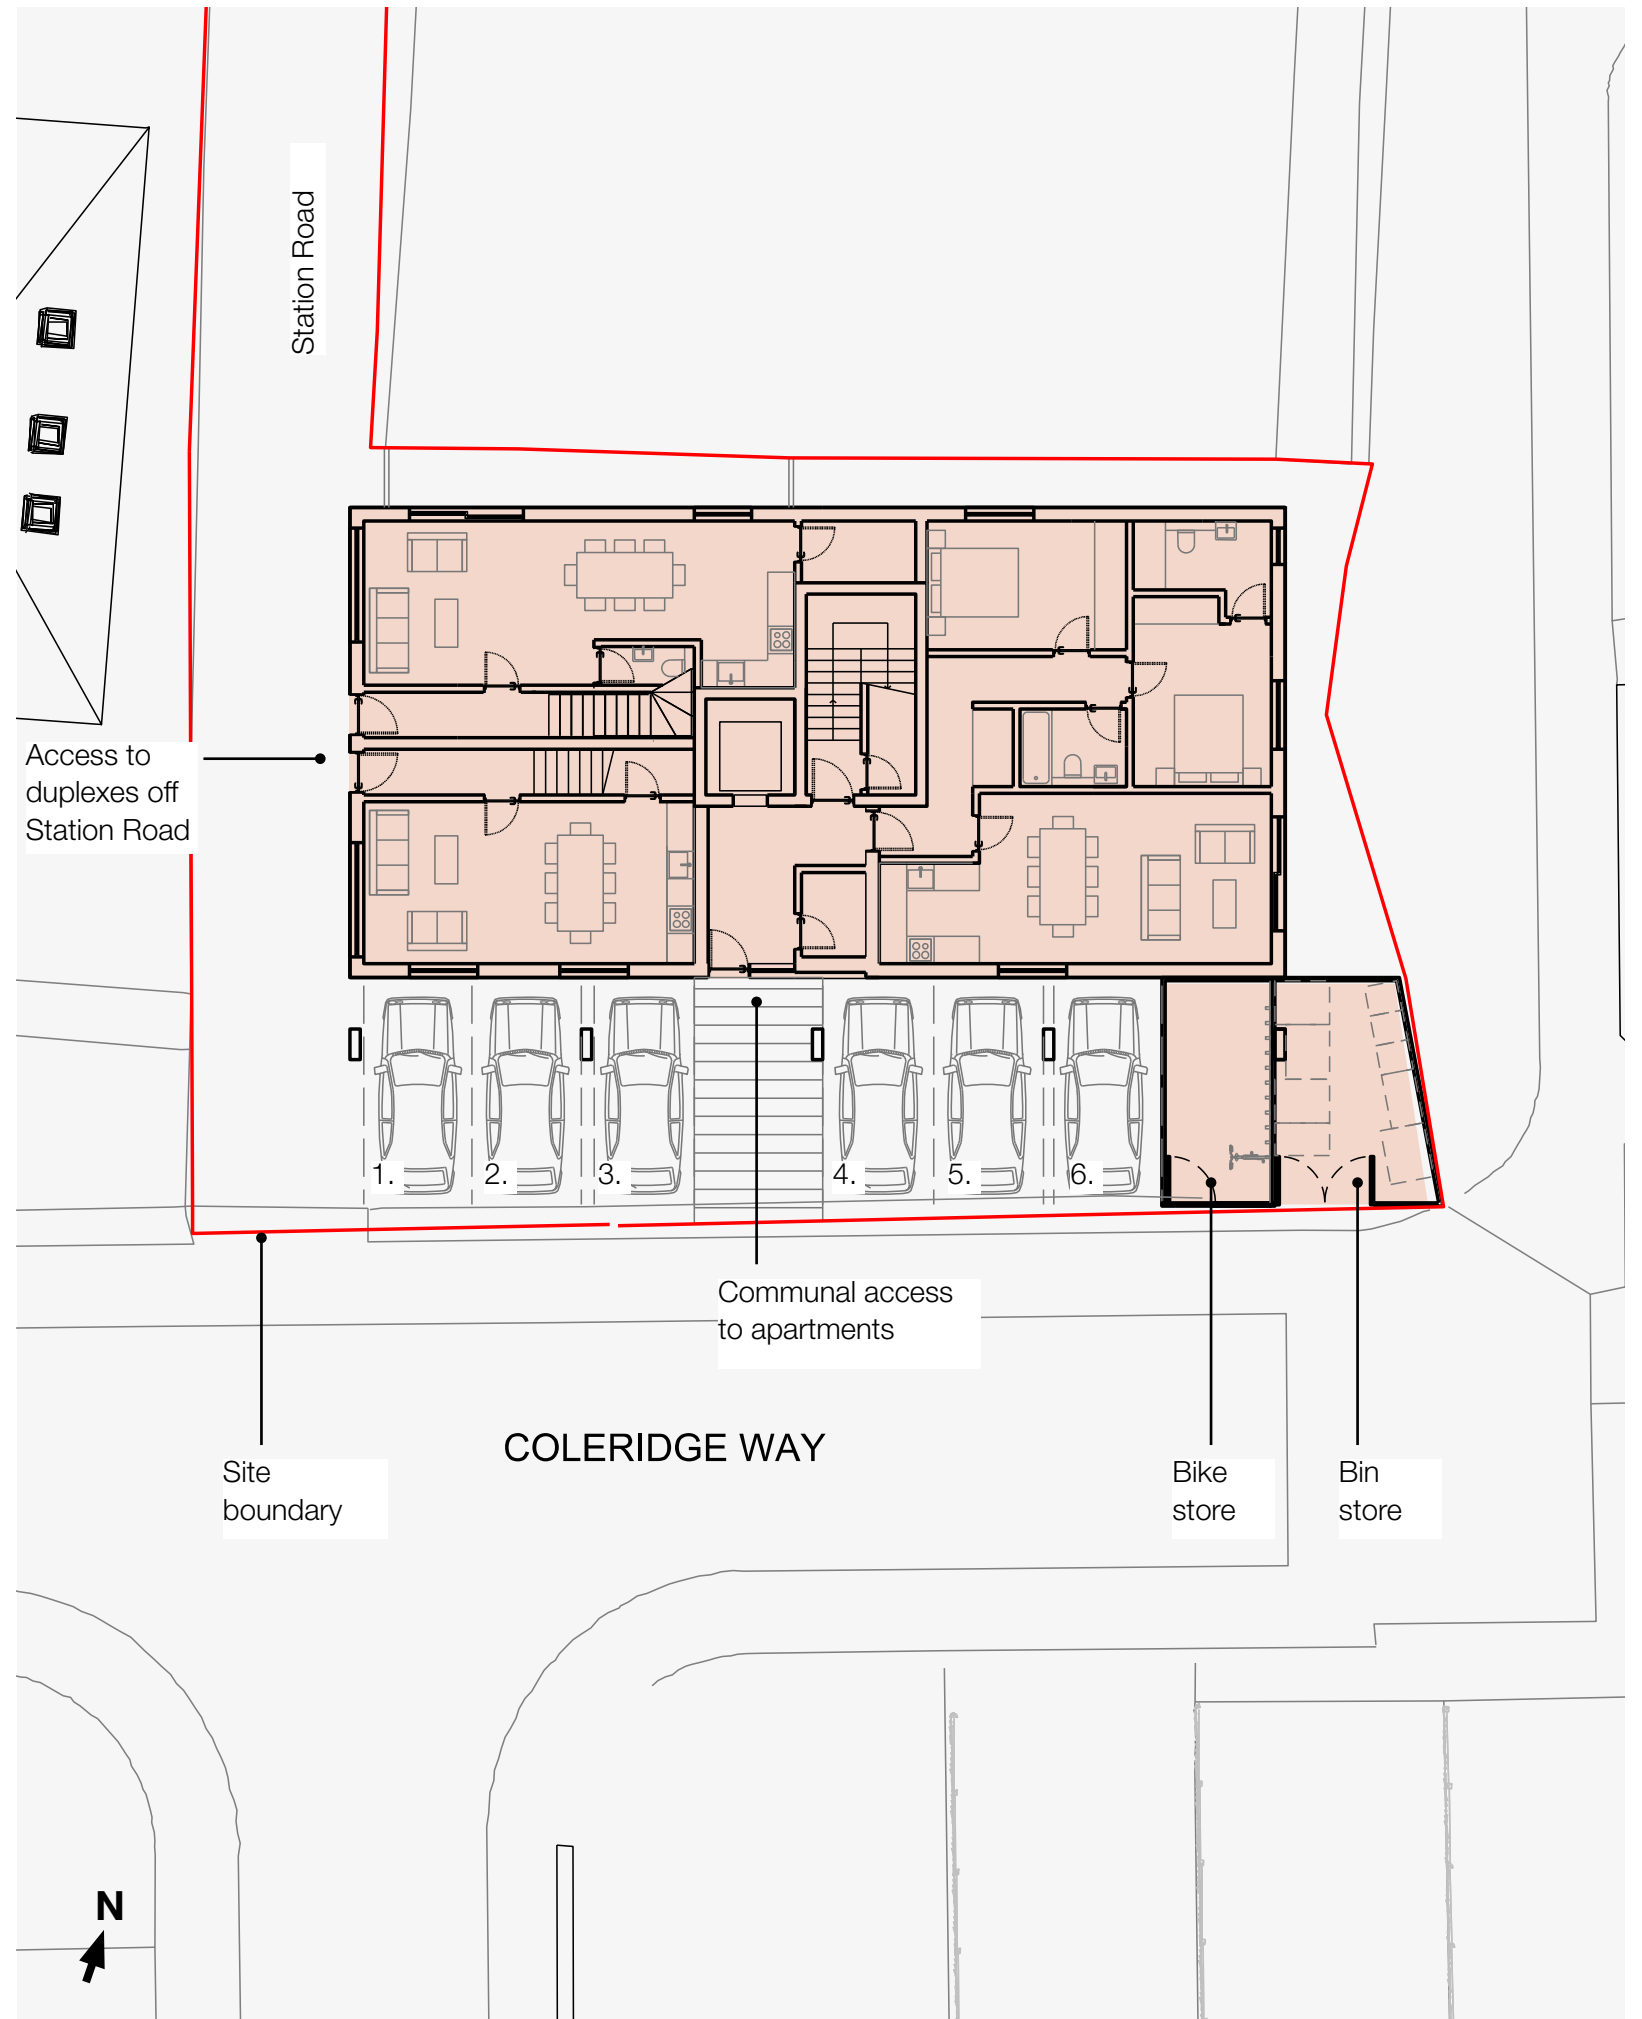 Station Road
Access to
duplexes off
Station Road
1.
2.
3.
4.
5.
6.
Communal access
to apartments
COLERIDGE WAY
Site
boundary
Bike
store
Bin
store
N